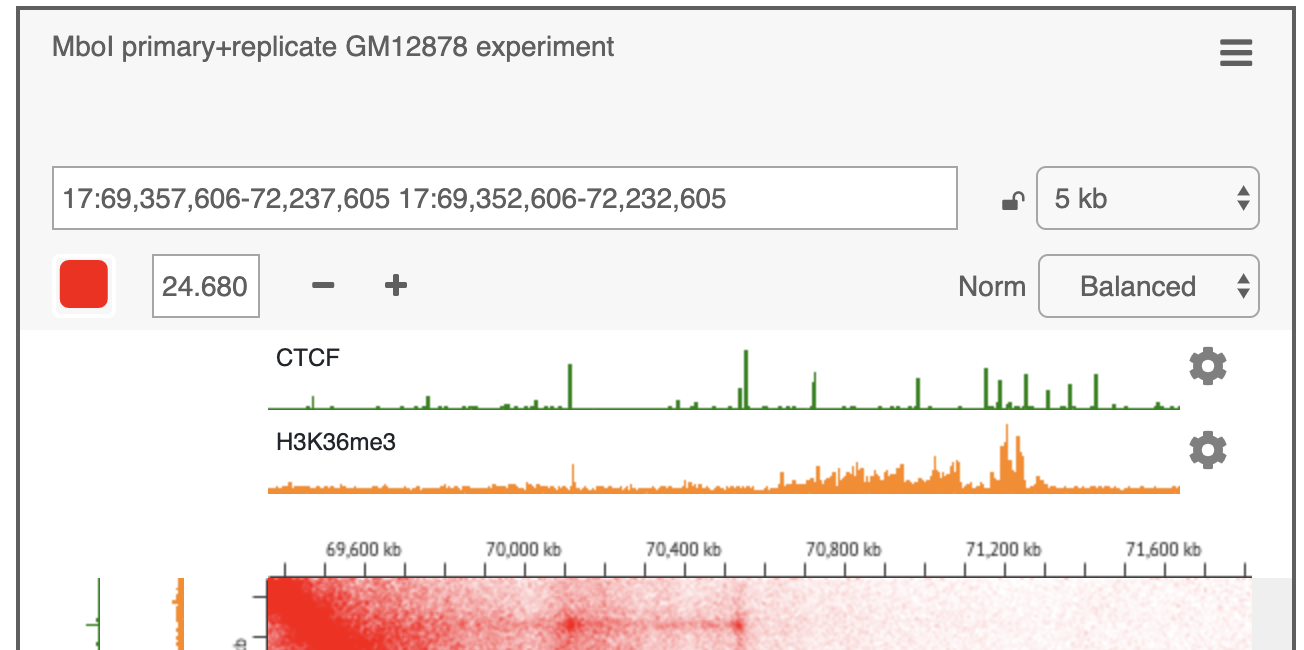 MboI primary+replicate GM12878 experiment
17:69,357,606-72,237,605 17:69,352,606-72,232,605
5 kb
24.680
Norm
Balanced
CTCF
H3K36me3
69,600 kb 70,000 kb 70,400 kb 70,800 kb 71,200 kb 71,600 kb